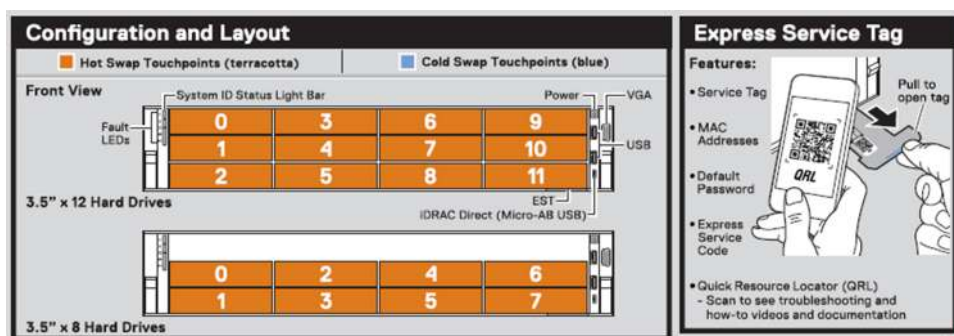 Configuration and Layout
Hot Swap Touchpoints (terracotta)
Cold Swap Touchpoints (blue)
Front View
System ID Status Light Bar
Power
VGA
Fault
LEDs
USB
0 3 6 9
1 4 7 10
2 5 8 11
EST
iDRAC Direct (Micro-AB USB)
3.5" x 12 Hard Drives
0 2 4 6
1 3 5 7
3.5" x 8 Hard Drives
Express Service Tag
Features:
• Service Tag
• MAC
Addresses
• Default
Password
• Express
Service
Code
Pull to
open tag
QRL
• Quick Resource Locator (QRL)
- Scan to see troubleshooting and
how-to videos and documentation